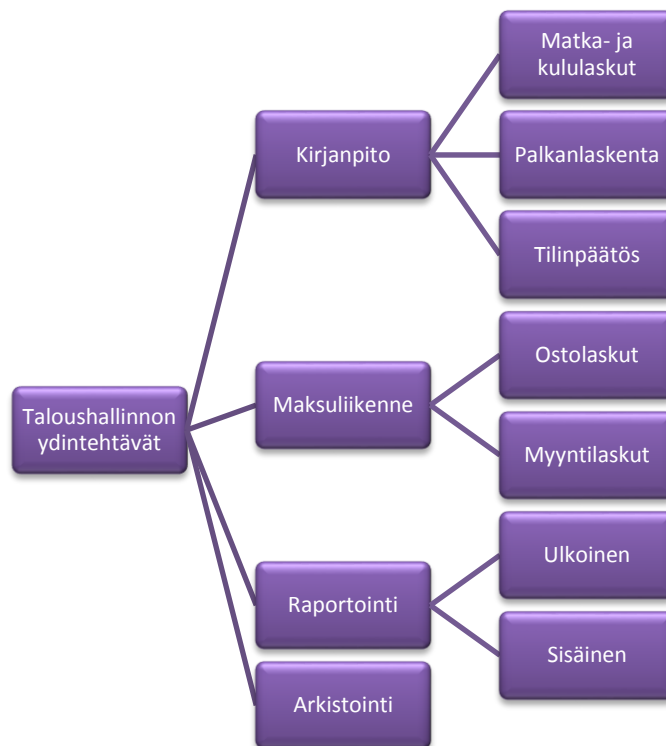 Taloushallinnon
ydintehtävät
Kirjanpito
Matka- ja
kululaskut
Palkanlaskenta
Tilinpäätös
Maksuliikenne
Ostolaskut
Myyntilaskut
Raportointi
Ulkoinen
Sisäinen
Arkistointi